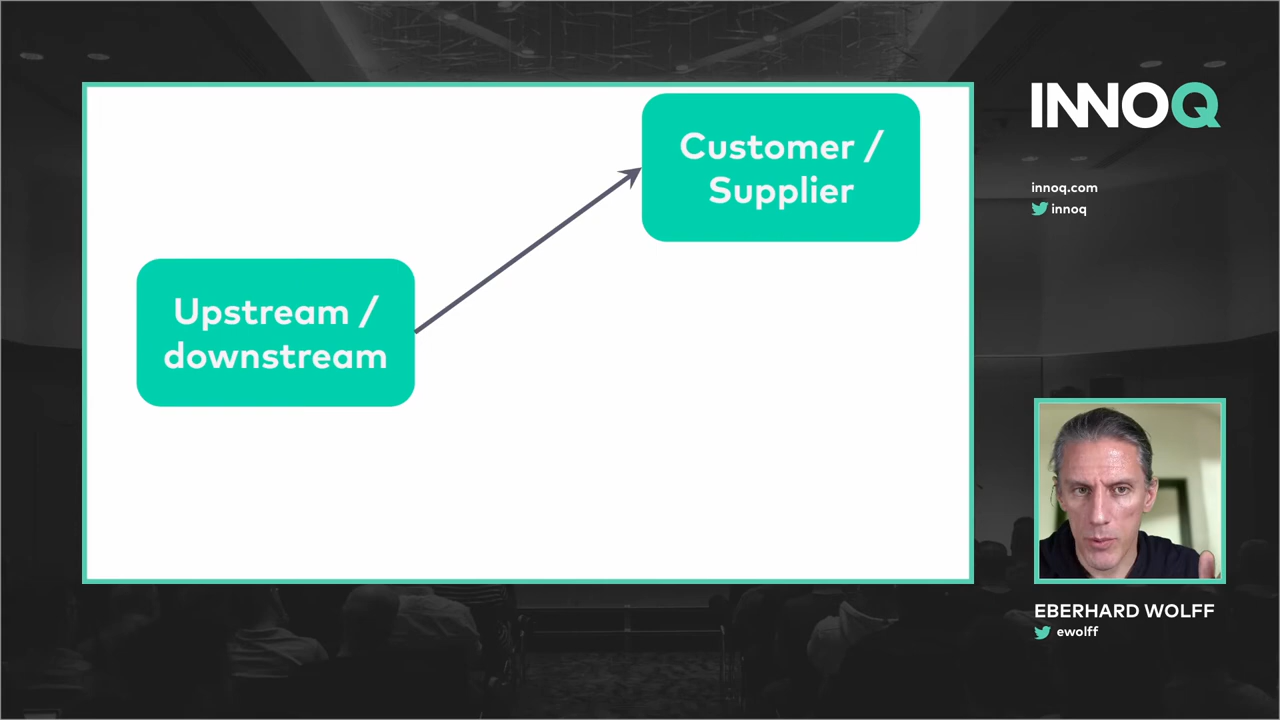 Customer /
Supplier
Upstream /
downstream
INNOQ
innoq.com
innoq
EBERHARD WOLFF
ewolff